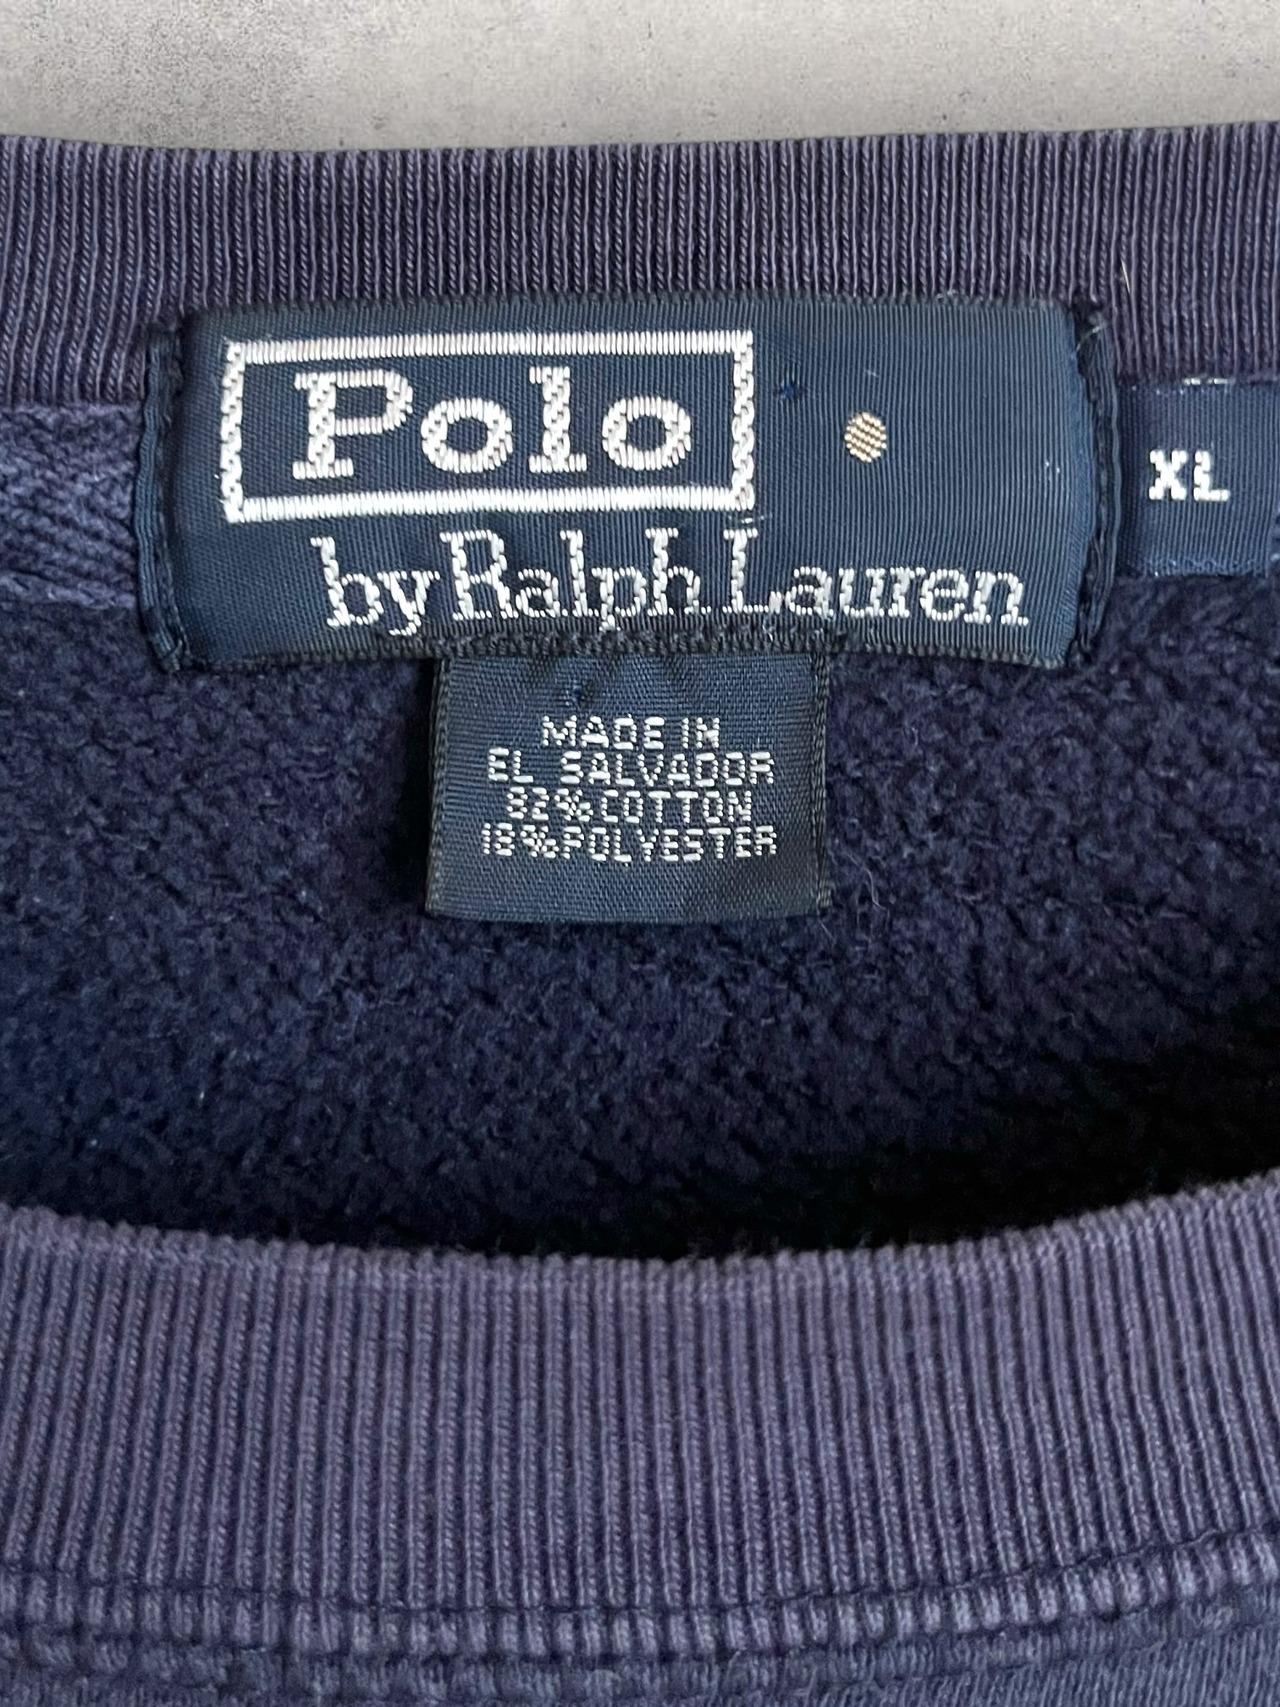 Polo
by Ralph Lauren
XL
MADE IN
EL SALVADOR
82%COTTON
18%POLYESTER